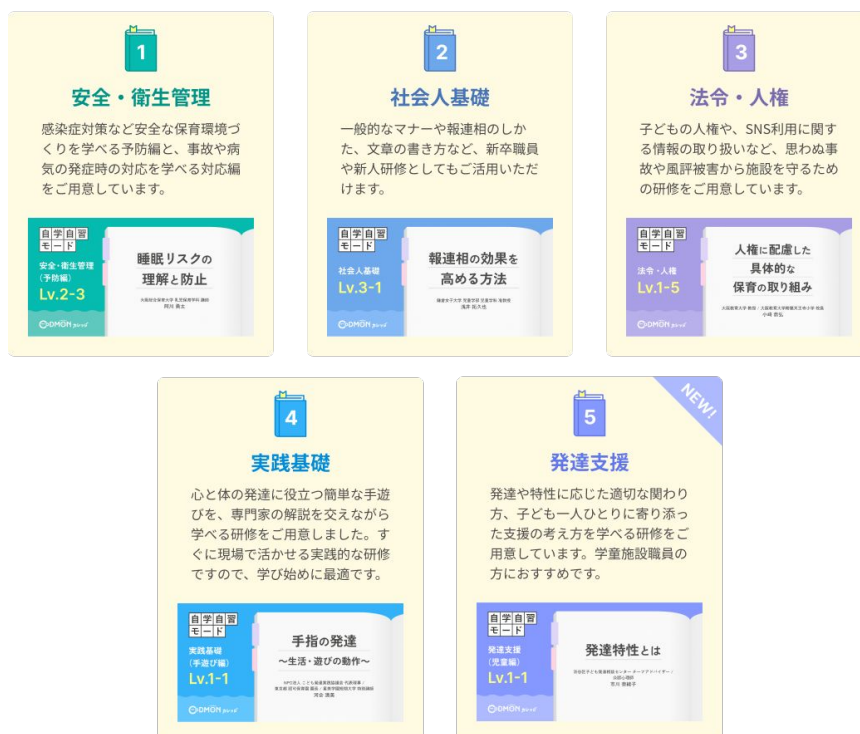 1
安全・衛生管理
感染症対策など安全な保育環境づ
くりを学べる予防編と、事故や病
気の発症時の対応を学べる対応編
をご用意しています。
自学自習
モード
安全・衛生管理
(予防編)
Lv.2-3
睡眠リスクの
理解と防止
2
社会人基礎
一般的なマナーや報連相のしか
た、文章の書き方など、新卒職員
や新人研修としてもご活用いただ
けます。
自学自習
モード
社会人基礎
Lv.3-1
報連相の効果を
高める方法
3
法令・人権
子どもの人権や、SNS利用に関す
る情報の取り扱いなど、思わぬ事
故や風評被害から施設を守るため
の研修をご用意しています。
自学自習
モード
法令・人権
Lv.1-5
人権に配慮した
具体的な
保育の取り組み
4
実践基礎
心と体の発達に役立つ簡単な手遊
びを、専門家の解説を交えながら
学べる研修をご用意しました。す
ぐに現場で活かせる実践的な研修
ですので、学び始めに最適です。
自学自習
モード
実践基礎
(手遊び編)
Lv.1-1
手指の発達
〜生活・遊びの動作〜
NEW!
5
発達支援
発達や特性に応じた適切な関わり
方、子ども一人ひとりに寄り添っ
た支援の考え方を学べる研修をご
用意しています。学童施設職員の
方におすすめです。
自学自習
モード
発達支援
(児童編)
Lv.1-1
発達特性とは